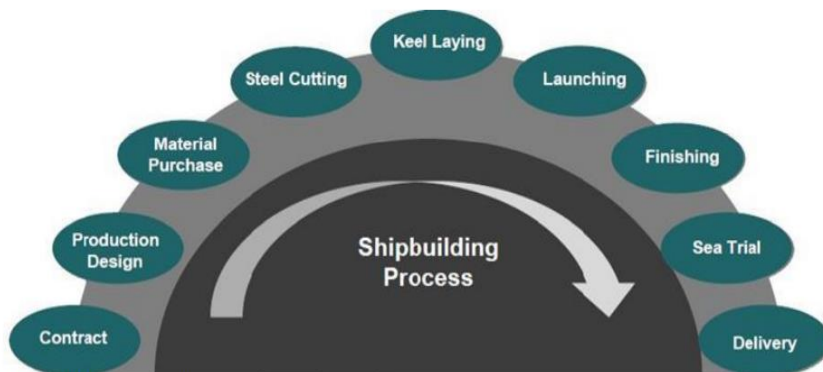 Contract
Production
Design
Material
Purchase
Steel Cutting
Keel Laying
Launching
Finishing
Sea Trial
Delivery
Shipbuilding
Process